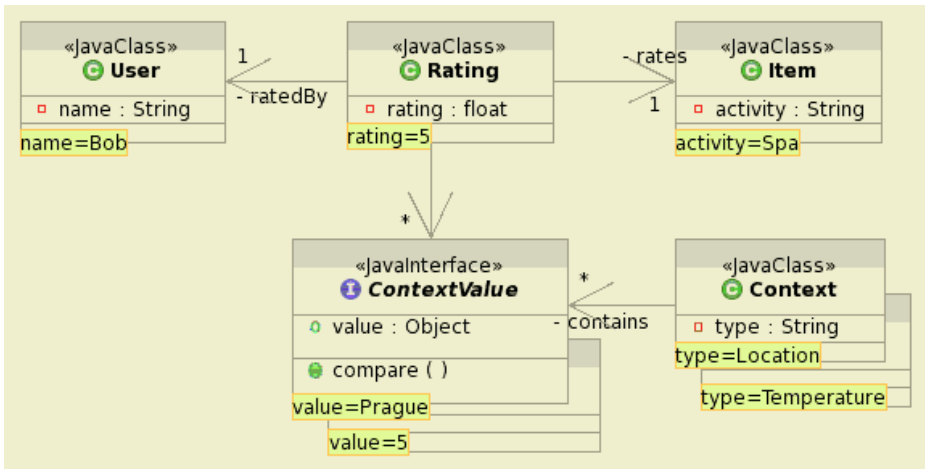 «JavaClass»
C User
name : String
name=Bob
1
- ratedBy
«JavaClass»
C Rating
rating : float
rating=5
- rates
1
«JavaClass»
C Item
activity : String
activity=Spa
*
«JavaInterface»
I ContextValue
value : Object
compare ( )
value=Prague
value=5
*
- contains
«JavaClass»
C Context
type : String
type=Location
type=Temperature